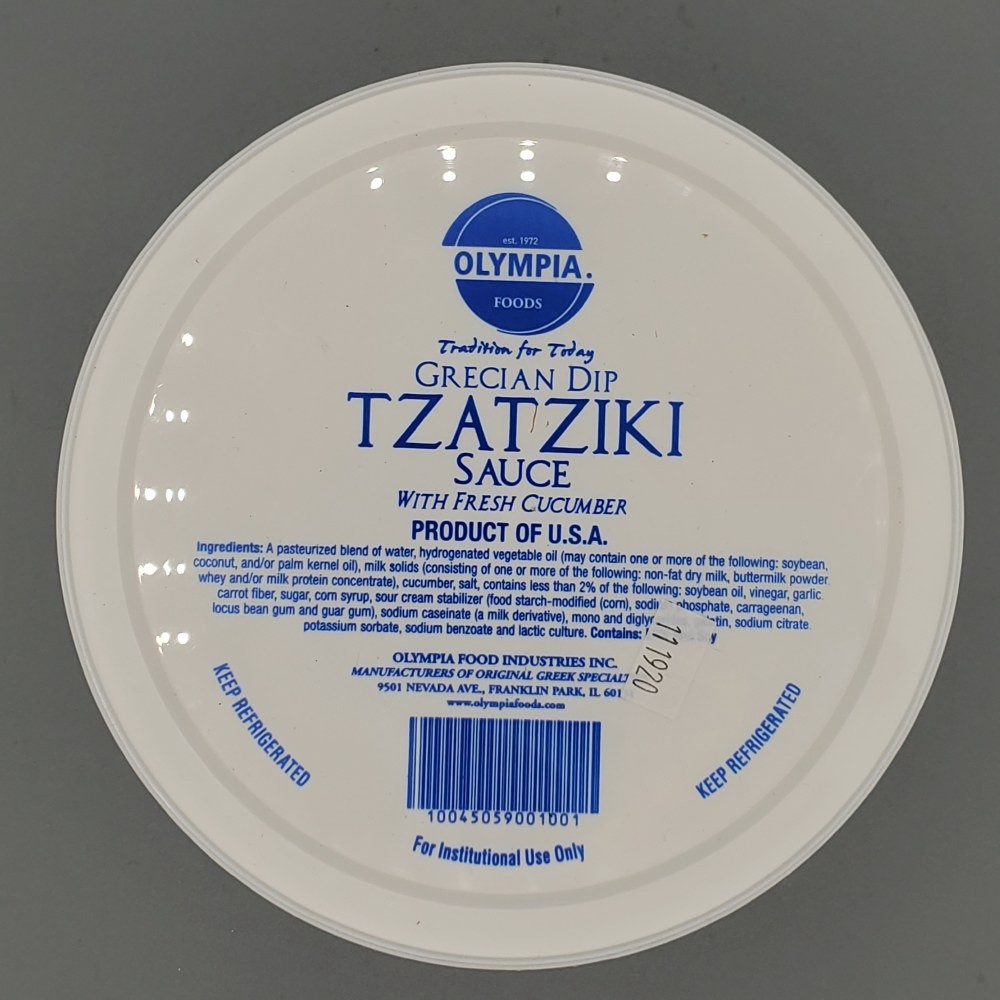 est. 1972
OLYMPIA.
FOODS
Tradition for Today
GRECIAN DIP
TZATZIKI
SAUCE
WITH FRESH CUCUMBER
PRODUCT OF U.S.A.
Ingredients: A pasteurized blend of water, hydrogenated vegetable oil (may contain one or more of the following: soybean,
coconut, and/or palm kernel oil), milk solids (consisting of one or more of the following: non-fat dry milk, buttermilk powder,
whey and/or milk protein concentrate), cucumber, salt, contains less than 2% of the following: soybean oil, vinegar, garlic,
carrot fiber, sugar, corn syrup, sour cream stabilizer (food starch-modified (corn), phosphate, carrageenan,
locus bean gum and guar gum), sodium caseinate (a milk derivative), mono and sodium citrate
potassium sorbate, sodium benzoate and lactic culture. Contains:
111920
OLYMPIA FOOD INDUSTRIES INC.
MANUFACTURERS OF ORIGINAL GREEK
9501 NEVADA AVE., FRANKLIN PARK, IL
www.olympiafoods.com
KEEP REFRIGERATED
KEEP REFRIGERATED
10045059001001
For Institutional Use Only